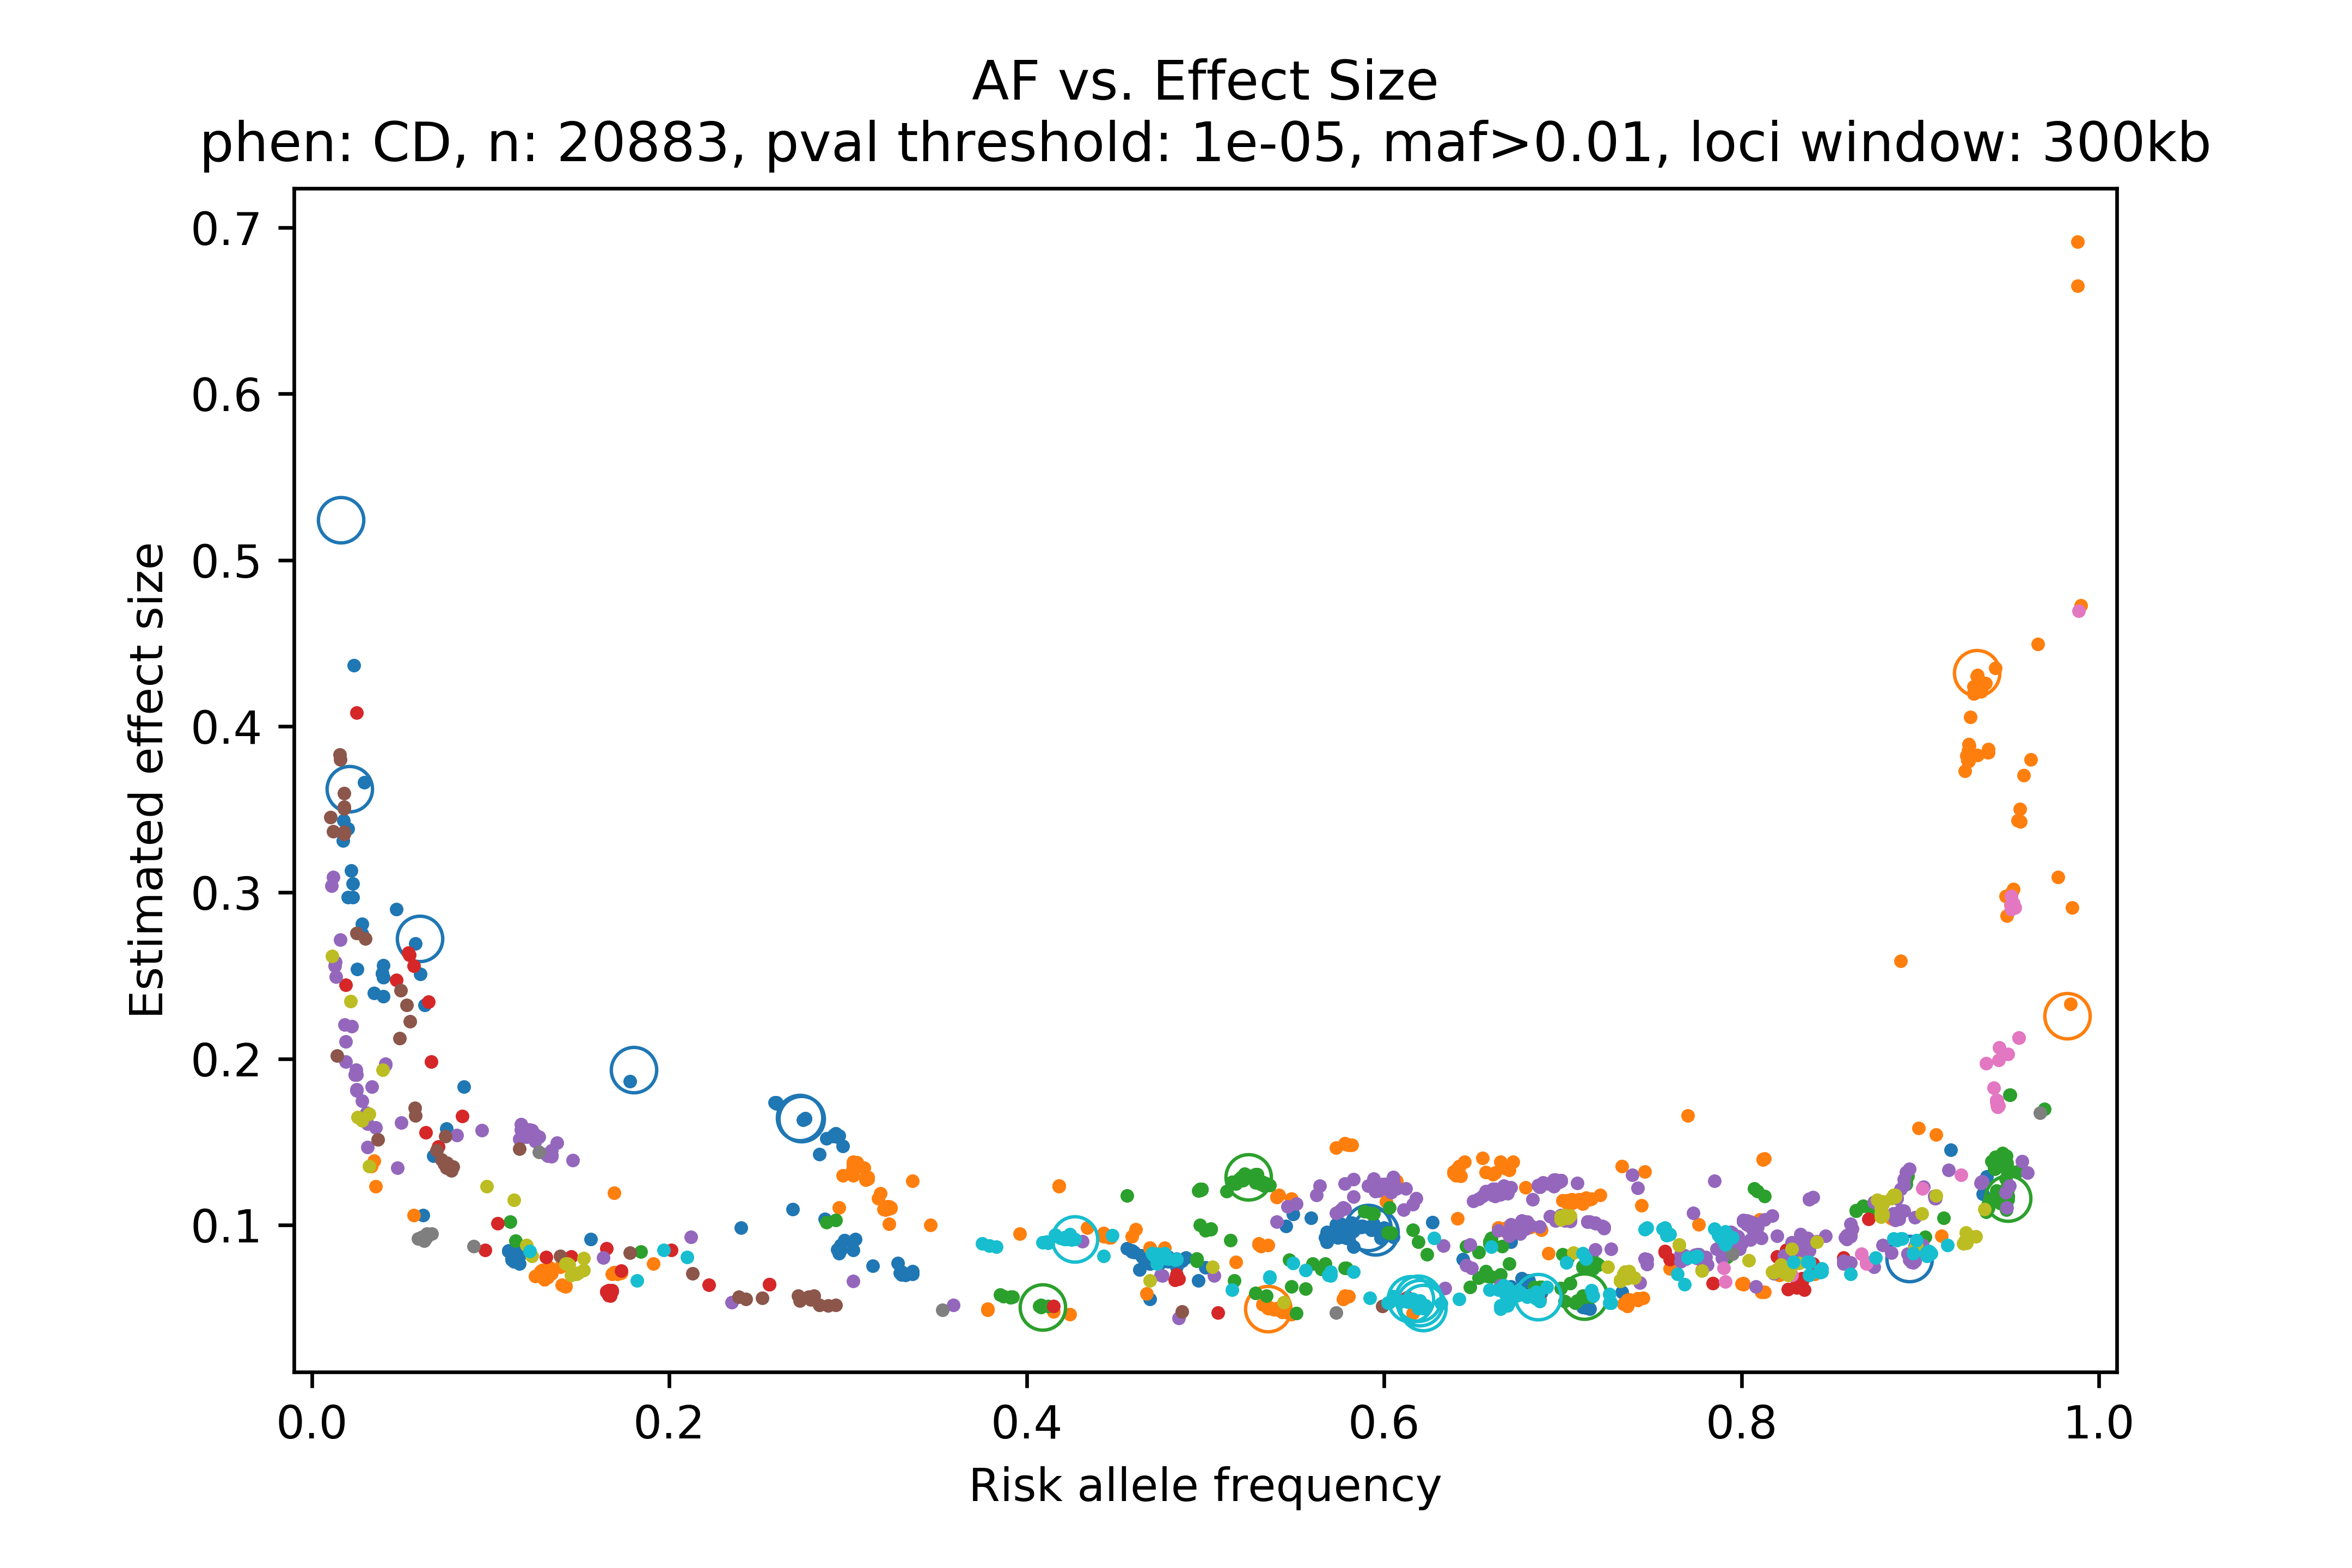 AF vs. Effect Size
phen: CD, n: 20883, pval threshold: 1e-05, maf>0.01, loci window: 300kb
0.7
0.6
0.5
0.4
0.3
0.2
0.1
Estimated effect size
0.0 0.2 0.4 0.6 0.8 1.0
Risk allele frequency